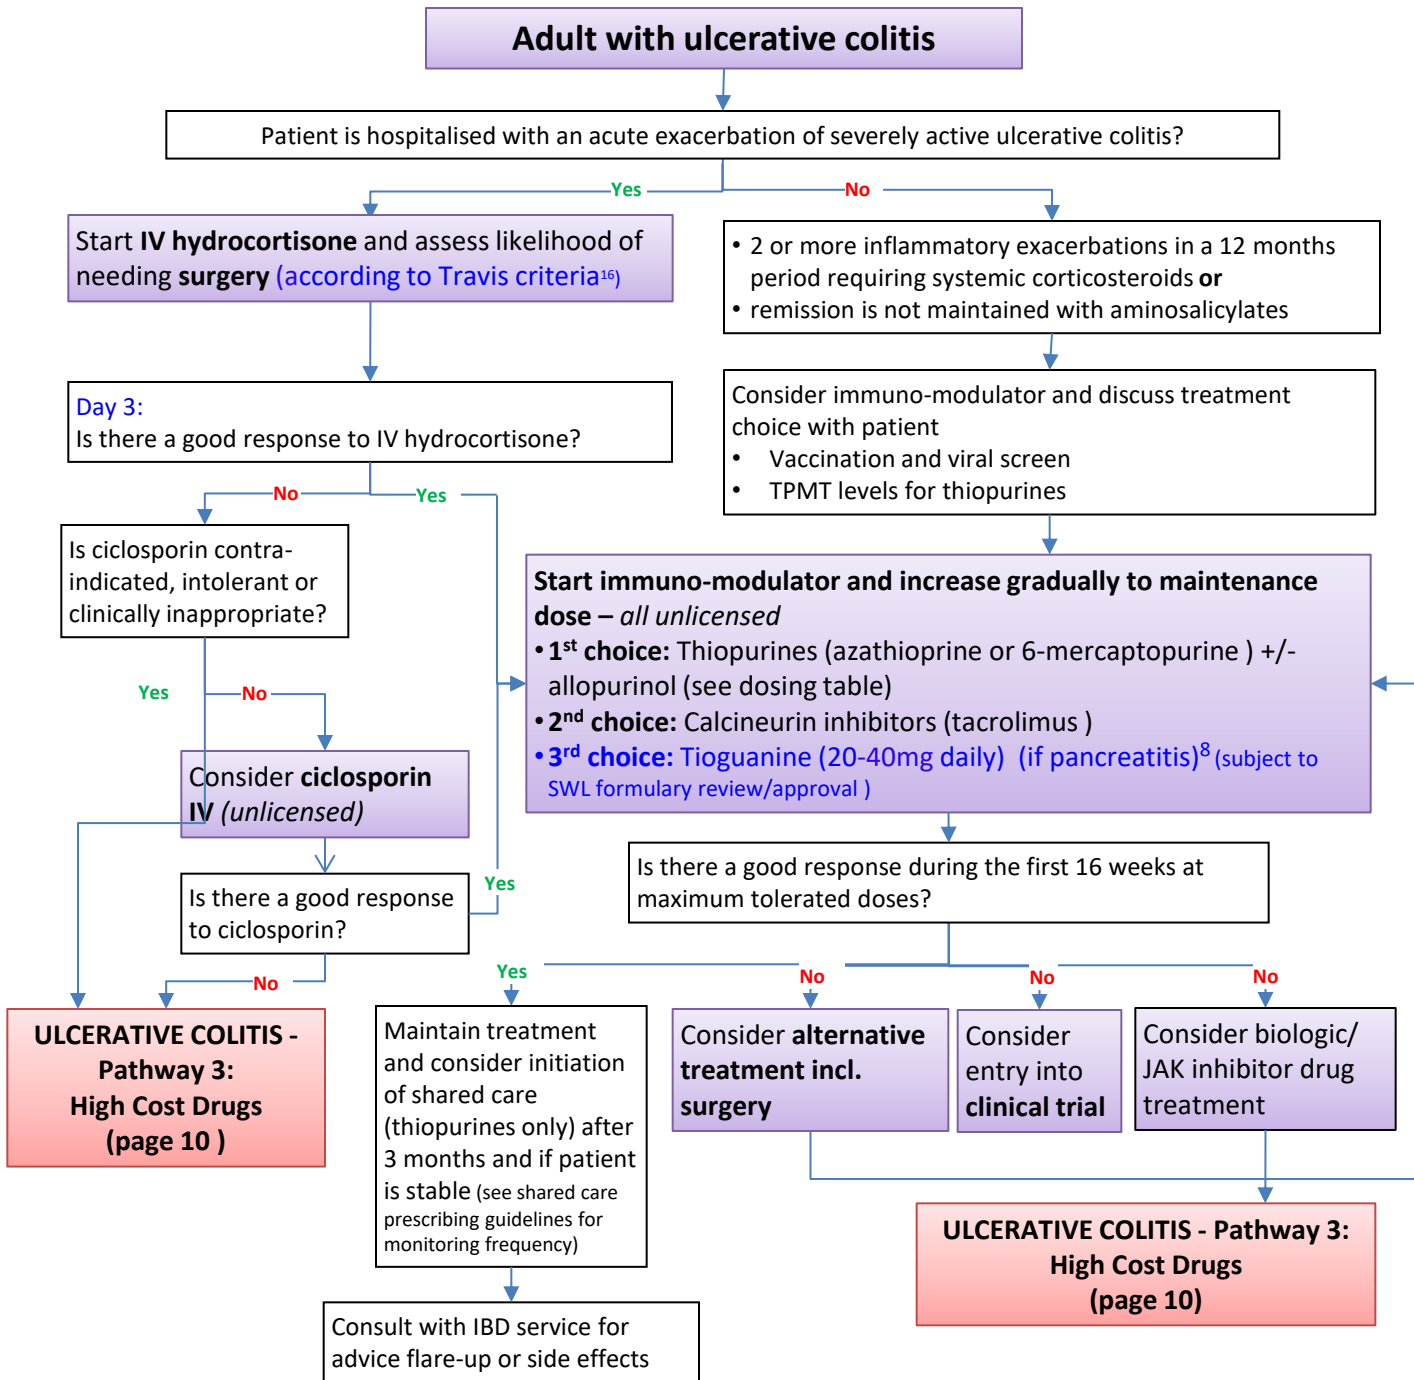 Adult with ulcerative colitis
Patient is hospitalised with an acute exacerbation of severely active ulcerative colitis?
Yes
No
Start IV hydrocortisone and assess likelihood of
needing surgery (according to Travis criteria16)
• 2 or more inflammatory exacerbations in a 12 months
period requiring systemic corticosteroids or
• remission is not maintained with aminosalicylates
Day 3:
Is there a good response to IV hydrocortisone?
Consider immuno-modulator and discuss treatment
choice with patient
• Vaccination and viral screen
• TPMT levels for thiopurines
No
Yes
Is ciclosporin contra-
indicated, intolerant or
clinically inappropriate?
Start immuno-modulator and increase gradually to maintenance
dose – all unlicensed
• 1st choice: Thiopurines (azathioprine or 6-mercaptopurine ) +/-
allopurinol (see dosing table)
• 2nd choice: Calcineurin inhibitors (tacrolimus )
• 3rd choice: Tioguanine (20-40mg daily) (if pancreatitis)8 (subject to
SWL formulary review/approval )
Yes
No
Consider ciclosporin
IV (unlicensed)
Is there a good response
to ciclosporin?
Yes
No
Is there a good response during the first 16 weeks at
maximum tolerated doses?
Yes
No
No
No
ULCERATIVE COLITIS -
Pathway 3:
High Cost Drugs
(page 10 )
Maintain treatment
and consider initiation
of shared care
(thiopurines only) after
3 months and if patient
is stable (see shared care
prescribing guidelines for
monitoring frequency)
Consider alternative
treatment incl.
surgery
Consider
entry into
clinical trial
Consider biologic/
JAK inhibitor drug
treatment
ULCERATIVE COLITIS - Pathway 3:
High Cost Drugs
(page 10)
Consult with IBD service for
advice flare-up or side effects